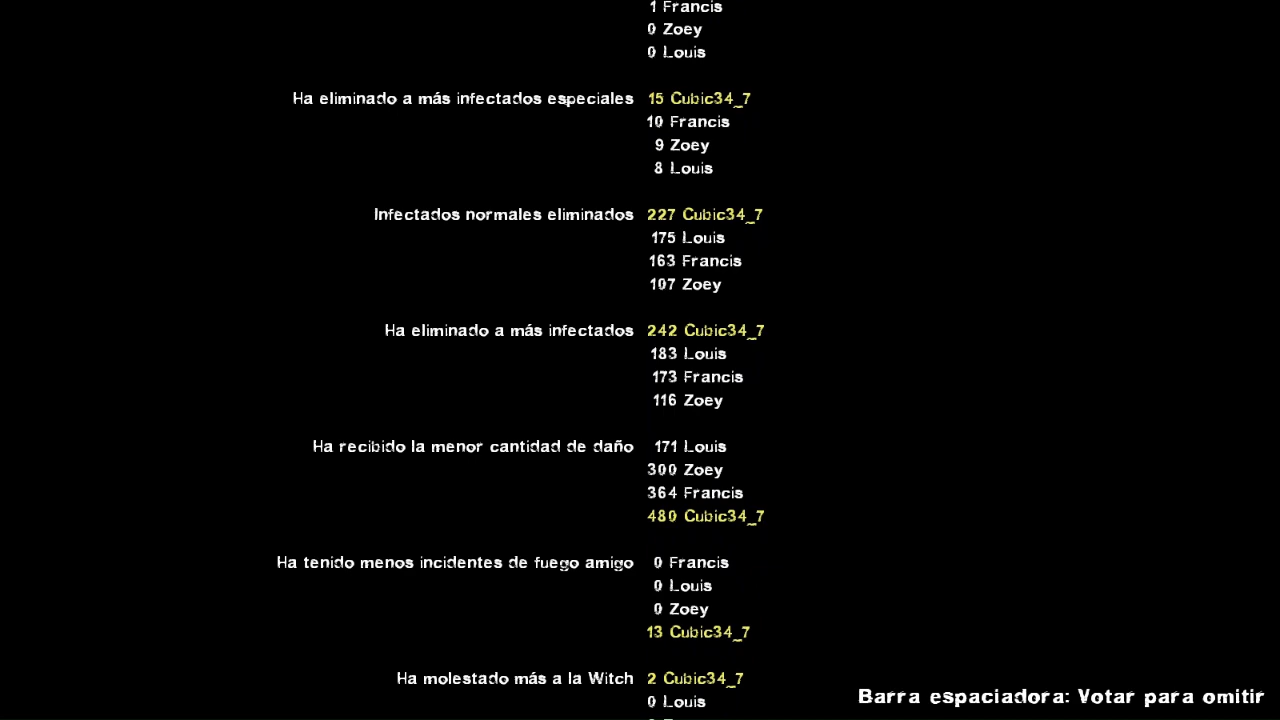 1 Francis
0 Zoey
0 Louis
Ha eliminado a más infectados especiales 15 Cubic34_7
10 Francis
9 Zoey
8 Louis
Infectados normales eliminados 227 Cubic34_7
175 Louis
163 Francis
107 Zoey
Ha eliminado a más infectados 242 Cubic34_7
183 Louis
173 Francis
116 Zoey
Ha recibido la menor cantidad de daño 171 Louis
300 Zoey
364 Francis
480 Cubic34_7
Ha tenido menos incidentes de fuego amigo 0 Francis
0 Louis
0 Zoey
13 Cubic34_7
Ha molestado más a la Witch 2 Cubic34_7
0 Louis
Barra espaciadora: Votar para omitir